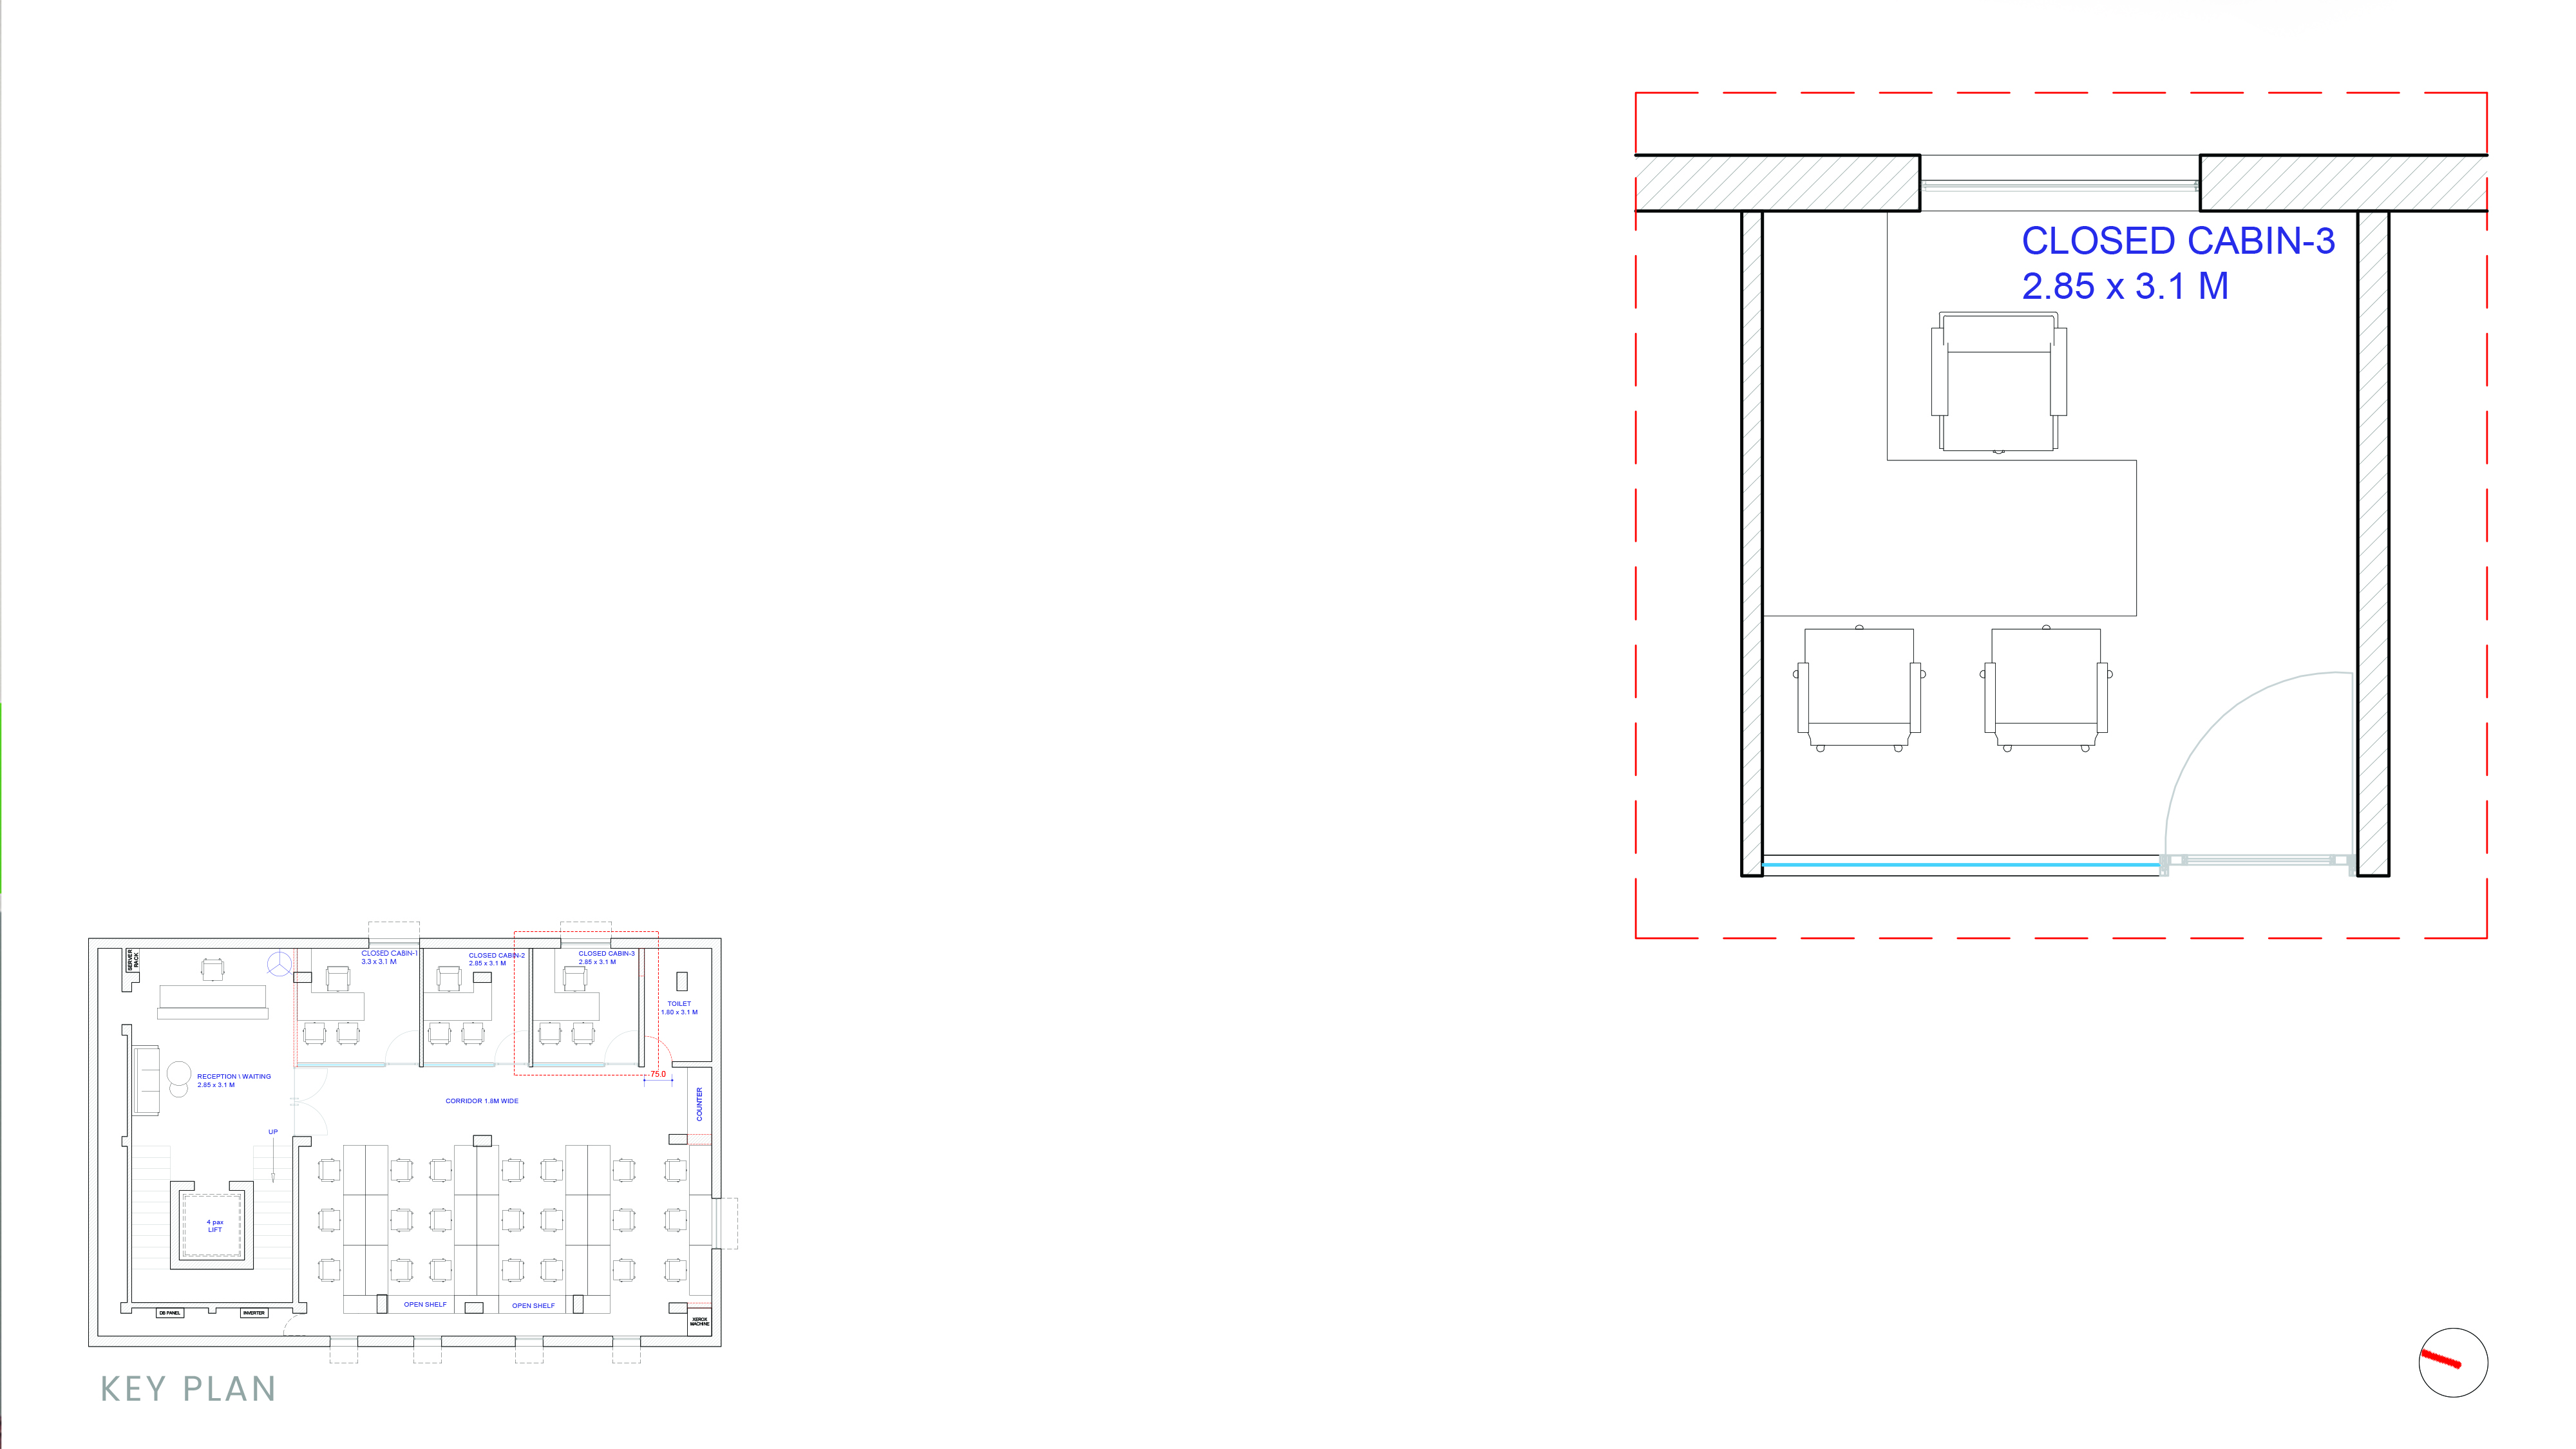 CLOSED CABIN-3
2.85 x 3.1 M
SERVER
RACK
CLOSED CABIN-1
3.3 x 3.1 M
CLOSED CABIN-2
2.85 x 3.1 M
CLOSED CABIN-3
2.85 x 3.1 M
TOILET
1.80 x 3.1 M
RECEPTION \ WAITING
2.85 x 3.1 M
75.0
COUNTER
CORRIDOR 1.8M WIDE
UP
4 pax
LIFT
OPEN SHELF
OPEN SHELF
DB PANEL
INVERTER
XEROX
MACHINE
KEY PLAN